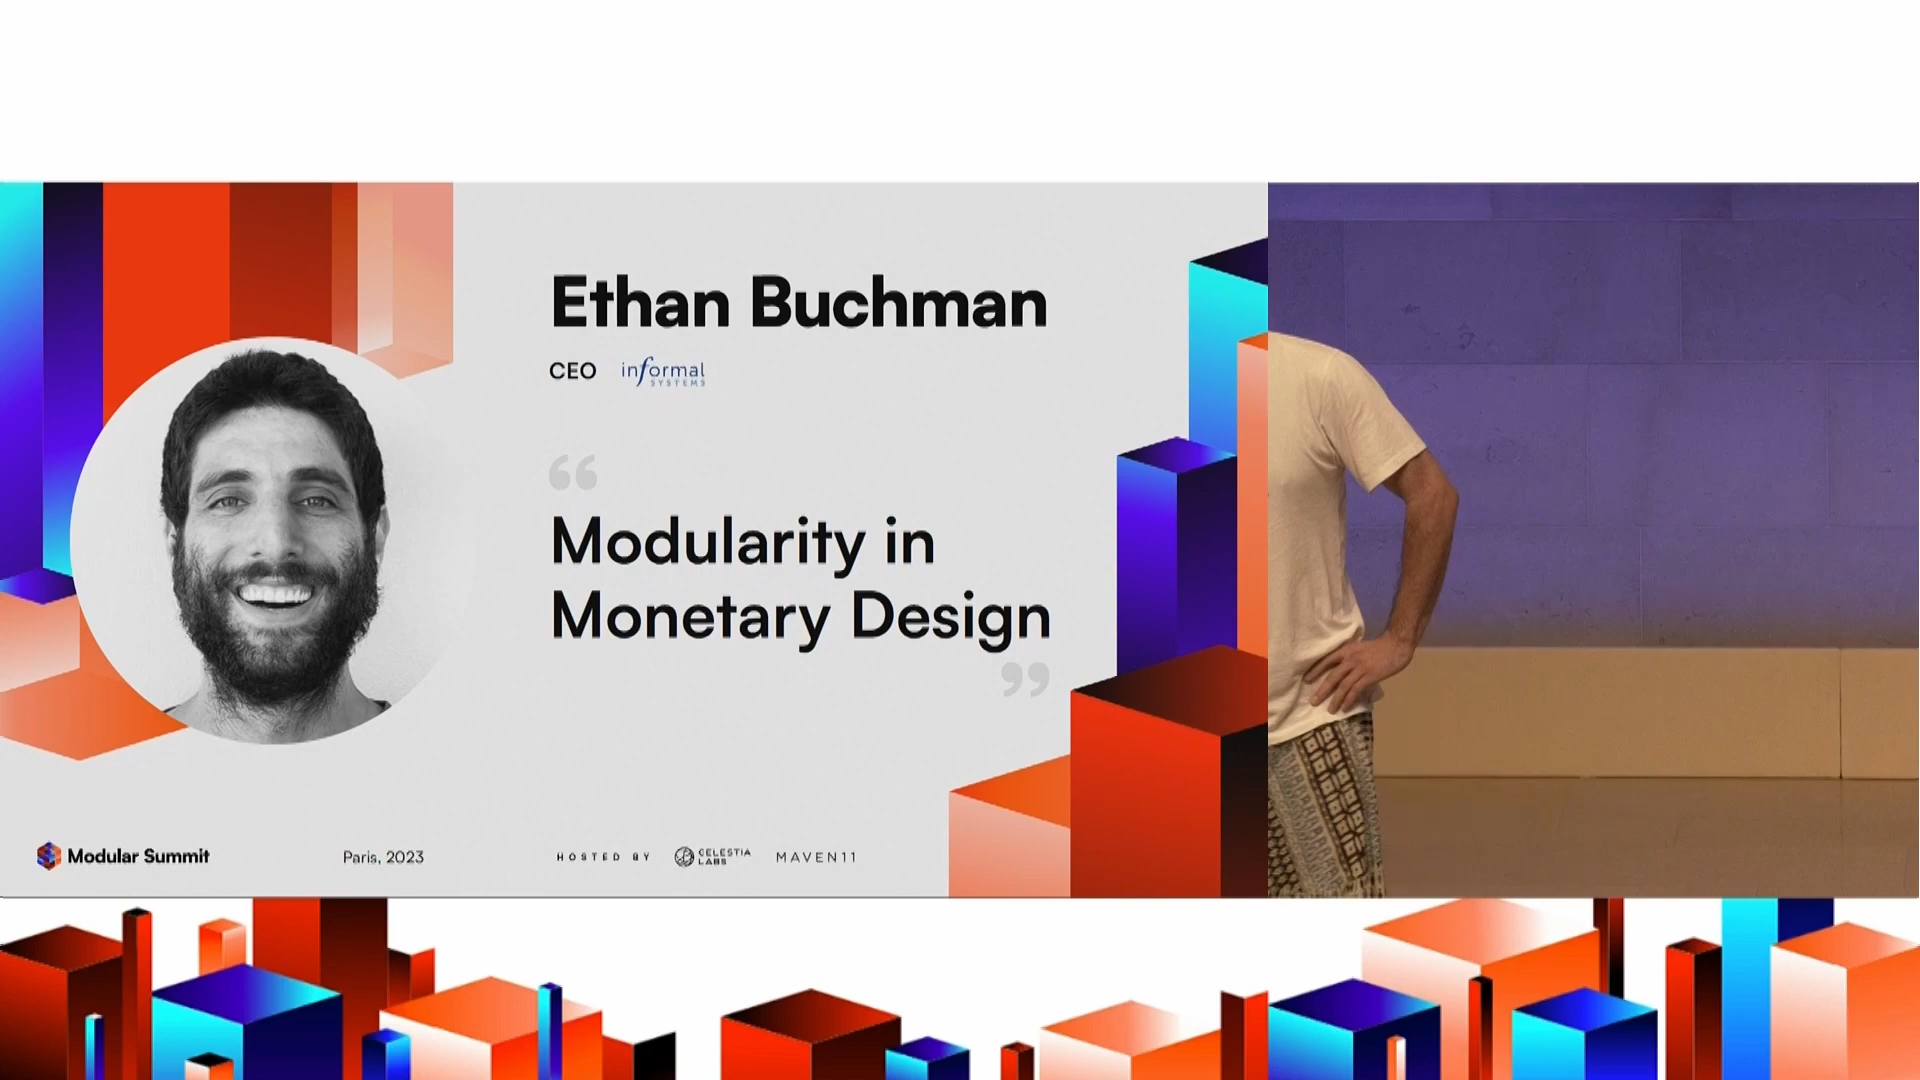 Ethan Buchman
CEO informal SYSTEMS
“
Modularity in
Monetary Design
”
Modular Summit
Paris, 2023
HOSTED BY
CELESTIA LABS
MAVEN11